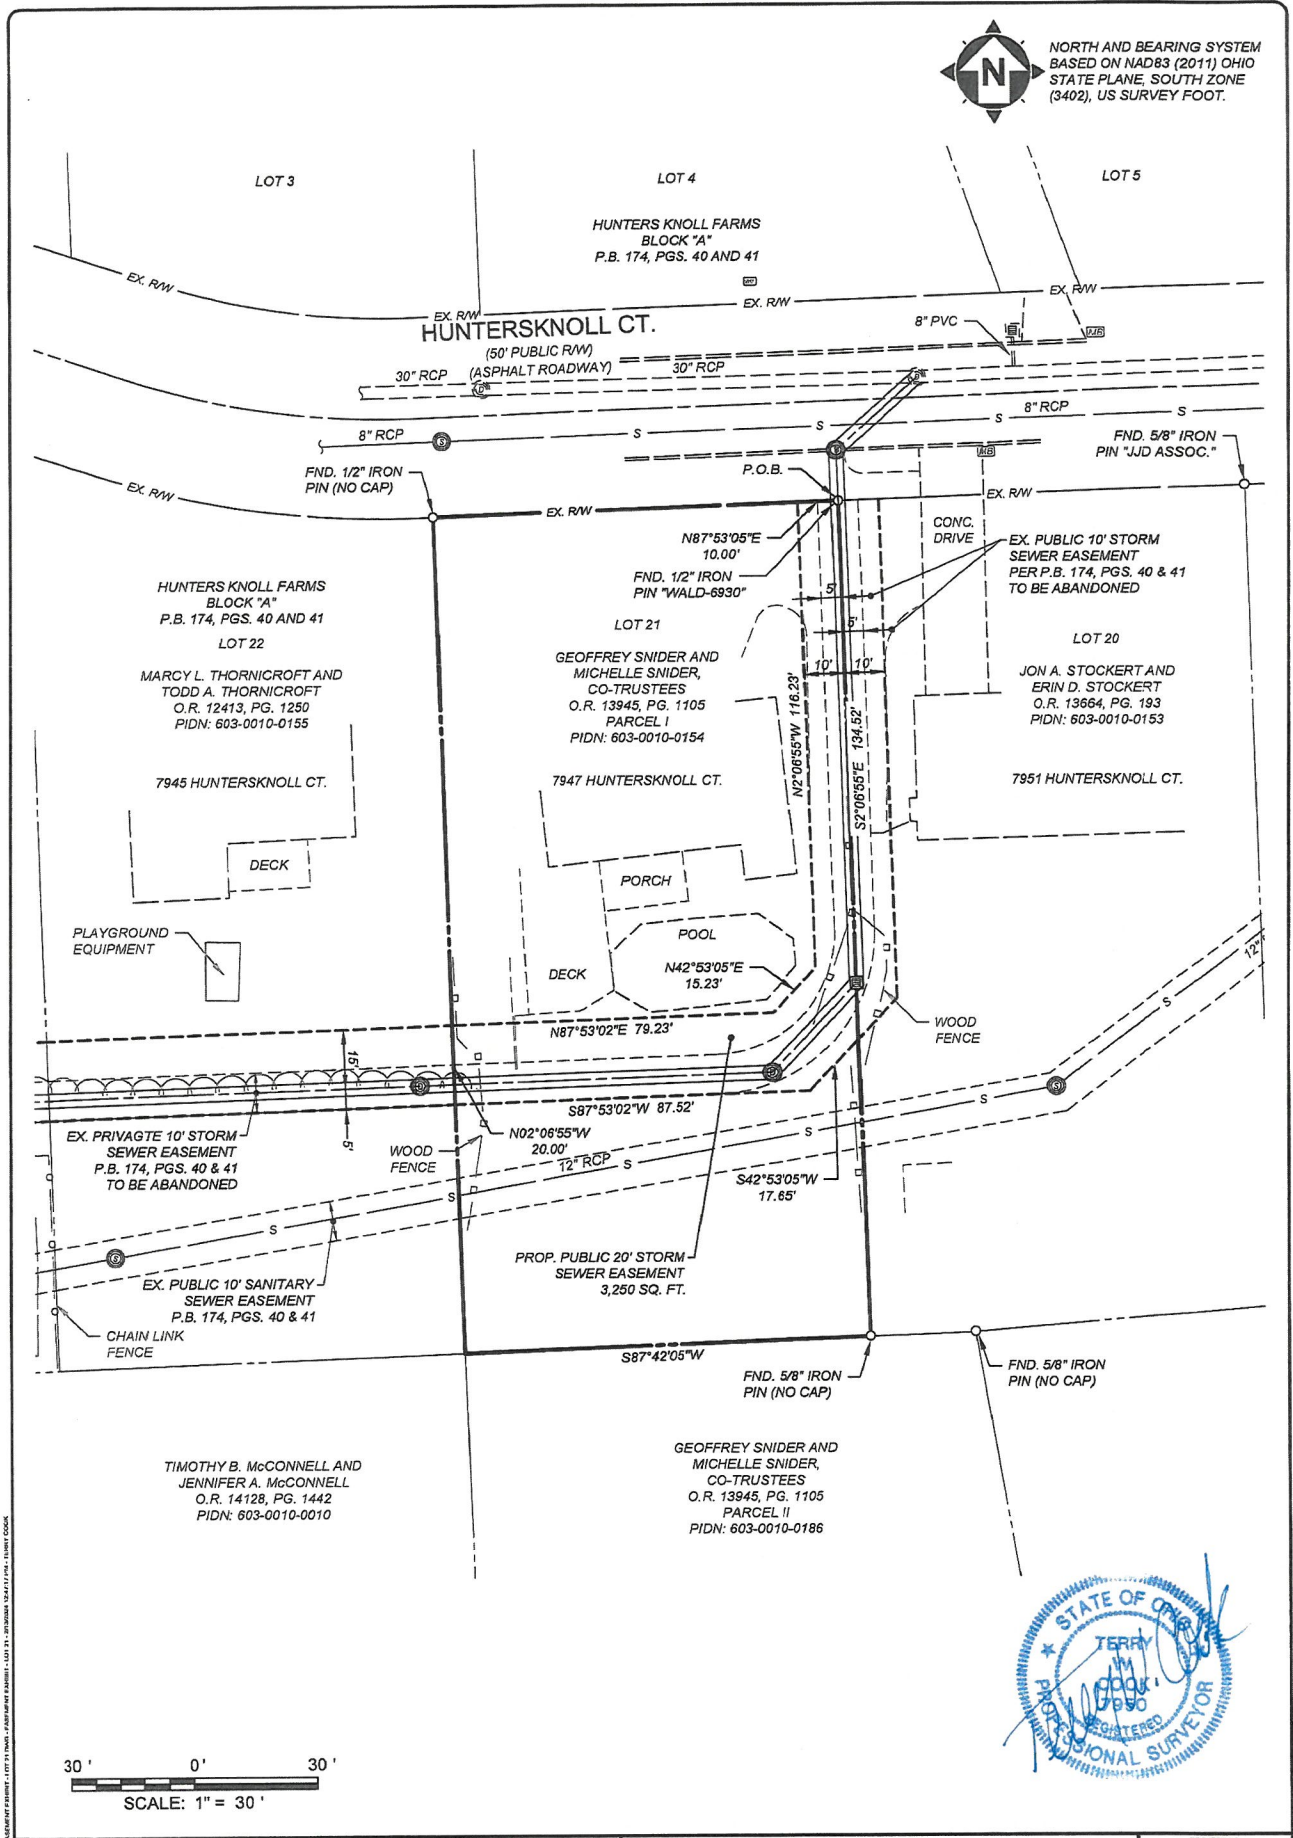 N
NORTH AND BEARING SYSTEM
BASED ON NAD83 (2011) OHIO
STATE PLANE, SOUTH ZONE
(3402), US SURVEY FOOT.
LOT 3
LOT 4
LOT 5
HUNTERS KNOLL FARMS
BLOCK "A"
P.B. 174, PGS. 40 AND 41
EX. R/W
EX. R/W
EX. R/W
EX. R/W
HUNTERSKNOLL CT.
(50' PUBLIC R/W)
(ASPHALT ROADWAY)
30" RCP
30" RCP
8" PVC
MB
8" RCP
S
S
S
S
8" RCP
S
MB
FND. 1/2" IRON
PIN (NO CAP)
P.O.B.
FND. 5/8" IRON
PIN "JJD ASSOC."
EX. R/W
EX. R/W
EX. R/W
N87°53'05"E
10.00'
CONC.
DRIVE
FND. 1/2" IRON
PIN "WALD-6930"
EX. PUBLIC 10' STORM
SEWER EASEMENT
PER P.B. 174, PGS. 40 & 41
TO BE ABANDONED
5'
5'
10'
10'
HUNTERS KNOLL FARMS
BLOCK "A"
P.B. 174, PGS. 40 AND 41
LOT 22
MARCY L. THORNICROFT AND
TODD A. THORNICROFT
O.R. 12413, PG. 1250
PIDN: 603-0010-0155
7945 HUNTERSKNOLL CT.
LOT 21
GEOFFREY SNIDER AND
MICHELLE SNIDER,
CO-TRUSTEES
O.R. 13945, PG. 1105
PARCEL I
PIDN: 603-0010-0154
7947 HUNTERSKNOLL CT.
N2°06'55"W 116.23'
S2°06'55"E 134.52'
LOT 20
JON A. STOCKERT AND
ERIN D. STOCKERT
O.R. 13664, PG. 193
PIDN: 603-0010-0153
7951 HUNTERSKNOLL CT.
DECK
PORCH
POOL
DECK
PLAYGROUND
EQUIPMENT
N42°53'05"E
15.23'
12"
S
WOOD
FENCE
N87°53'02"E 79.23'
15'
5'
S
S87°53'02"W 87.52'
S
EX. PRIVAGTE 10' STORM
SEWER EASEMENT
P.B. 174, PGS. 40 & 41
TO BE ABANDONED
WOOD
FENCE
N02°06'55"W
20.00'
S
12" RCP
S
S
S42°53'05"W
17.65'
S
S
PROP. PUBLIC 20' STORM
SEWER EASEMENT
3,250 SQ. FT.
EX. PUBLIC 10' SANITARY
SEWER EASEMENT
P.B. 174, PGS. 40 & 41
CHAIN LINK
FENCE
S87°42'05"W
FND. 5/8" IRON
PIN (NO CAP)
FND. 5/8" IRON
PIN (NO CAP)
TIMOTHY B. McCONNELL AND
JENNIFER A. McCONNELL
O.R. 14128, PG. 1442
PIDN: 603-0010-0010
GEOFFREY SNIDER AND
MICHELLE SNIDER,
CO-TRUSTEES
O.R. 13945, PG. 1105
PARCEL II
PIDN: 603-0010-0186
STATE OF OHIO
TERRY
W
COOK
7950
REGISTERED
PROFESSIONAL SURVEYOR
30' 0' 30'
SCALE: 1" = 30'